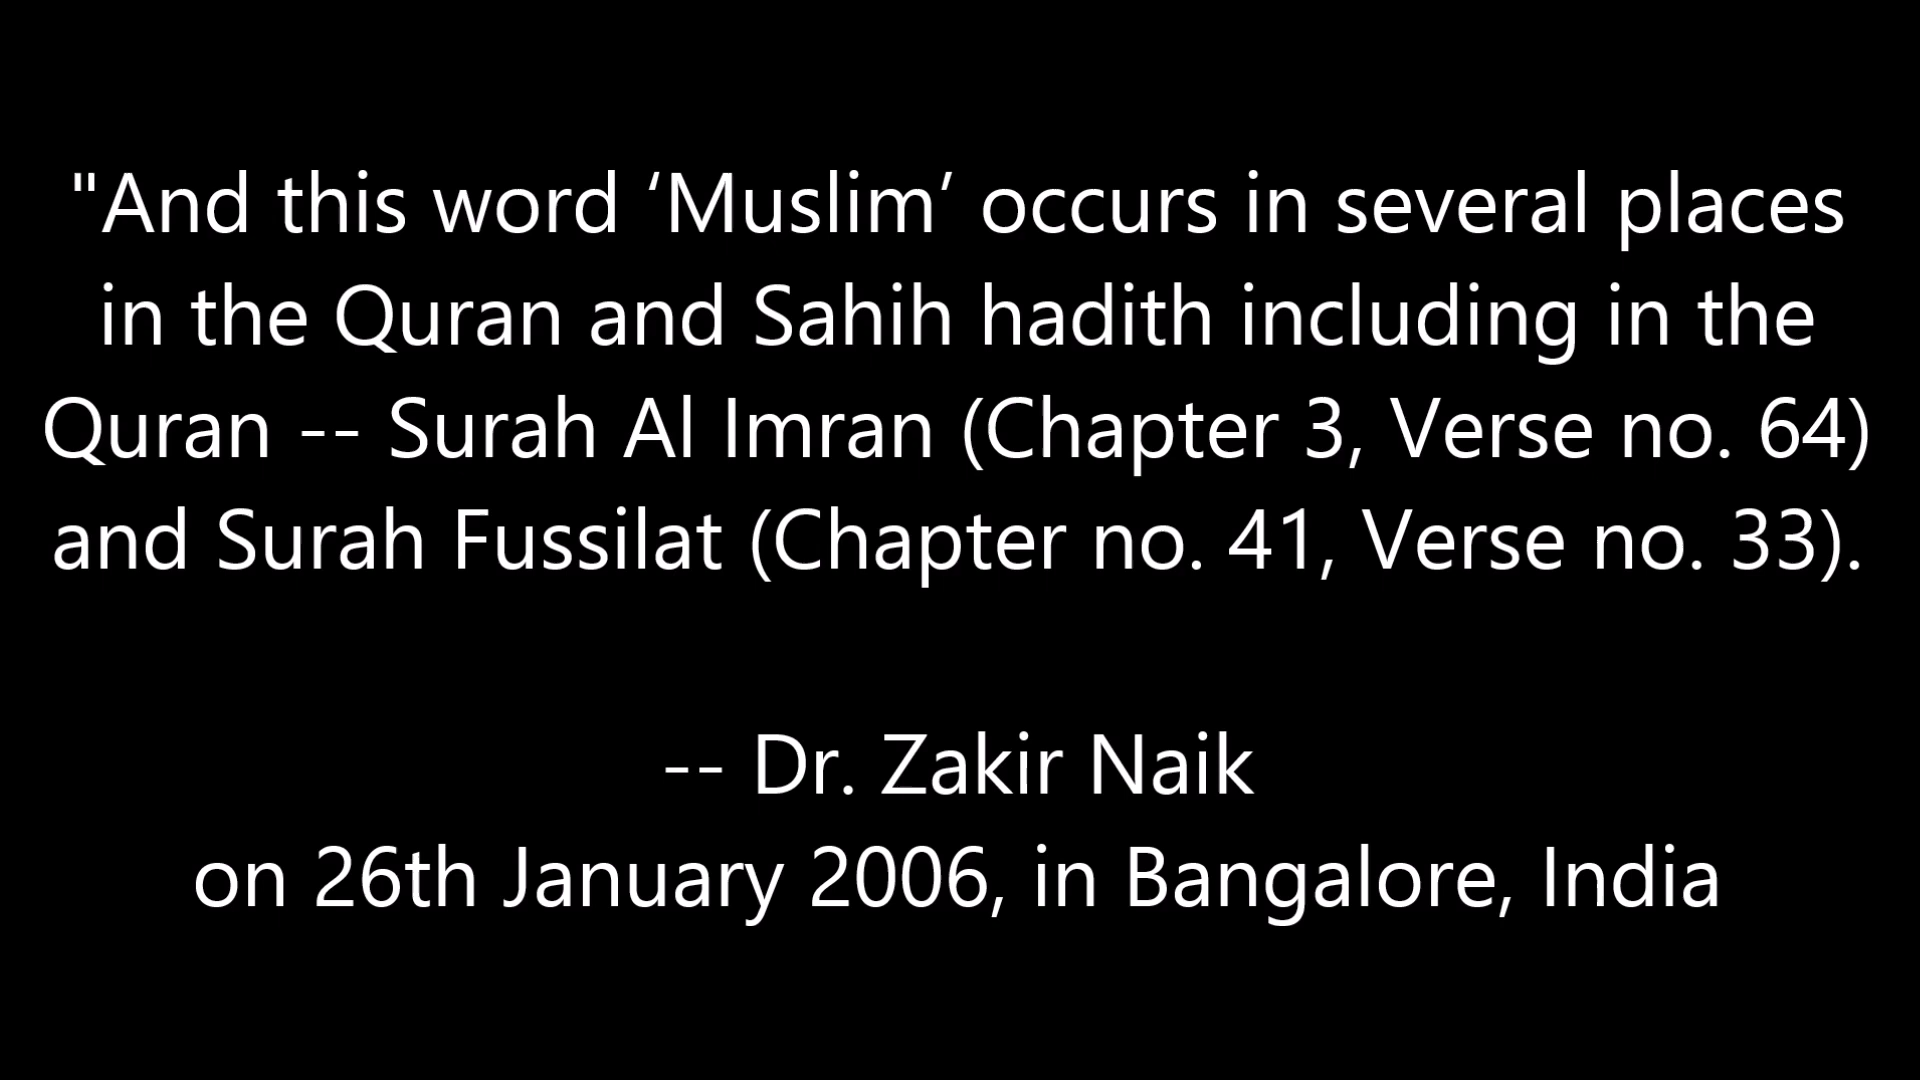 "And this word ‘Muslim’ occurs in several places
in the Quran and Sahih hadith including in the
Quran -- Surah Al Imran (Chapter 3, Verse no. 64)
and Surah Fussilat (Chapter no. 41, Verse no. 33).
-- Dr. Zakir Naik
on 26th January 2006, in Bangalore, India